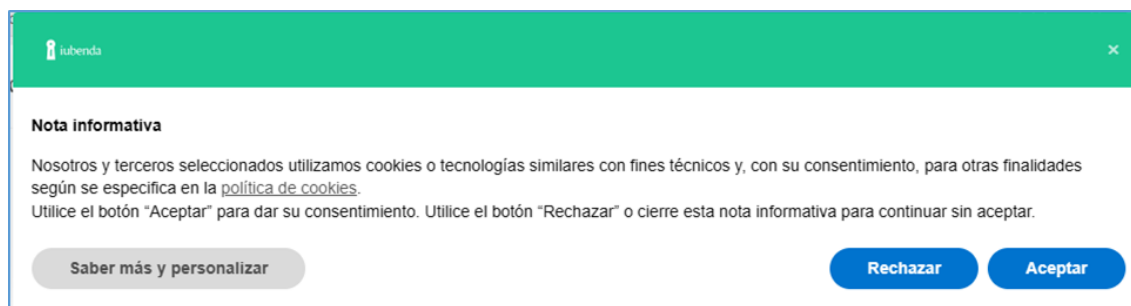 iubenda
×
Nota informativa
Nosotros y terceros seleccionados utilizamos cookies o tecnologías similares con fines técnicos y, con su consentimiento, para otras finalidades
según se especifica en la política de cookies.
Utilice el botón “Aceptar” para dar su consentimiento. Utilice el botón “Rechazar” o cierre esta nota informativa para continuar sin aceptar.
Saber más y personalizar
Rechazar
Aceptar